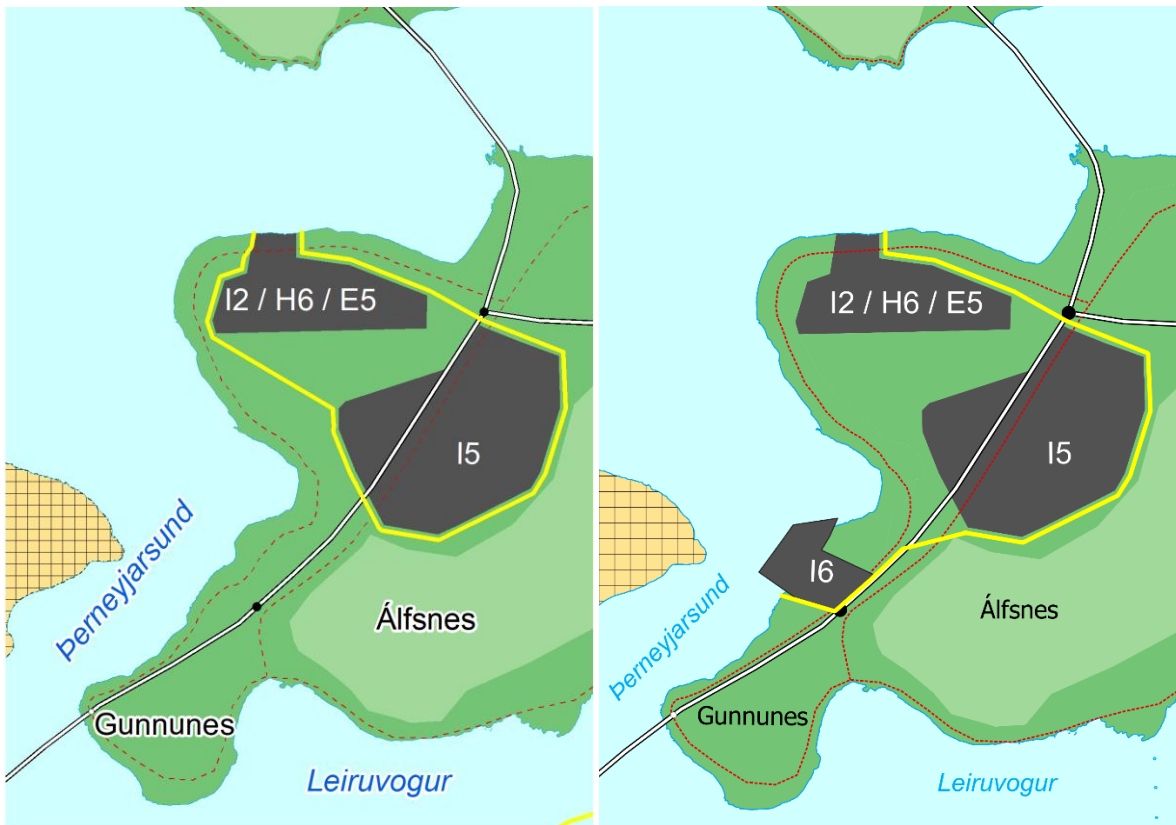 I2 / H6 / E5
I5
Þerneyjarsund
Álfsnes
Gunnunes
Leiruvogur
I2 / H6 / E5
I5
I6
Þerneyjarsund
Álfsnes
Gunnunes
Leiruvogur